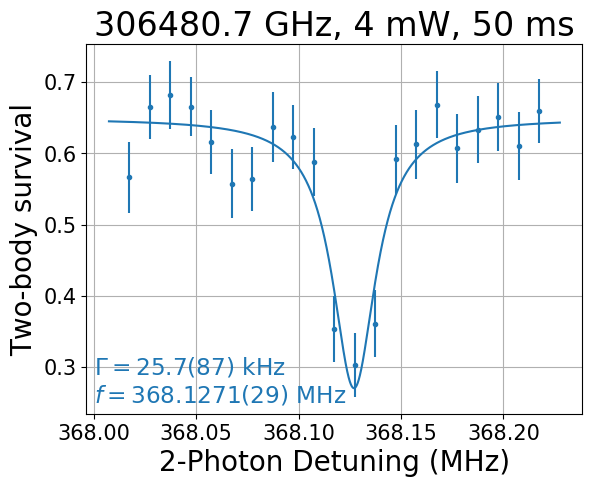 306480.7 GHz, 4 mW, 50 ms
Two-body survival
0.7
0.6
0.5
0.4
0.3
Γ = 25.7(87) kHz
f = 368.1271(29) MHz
368.00 368.05 368.10 368.15 368.20
2-Photon Detuning (MHz)